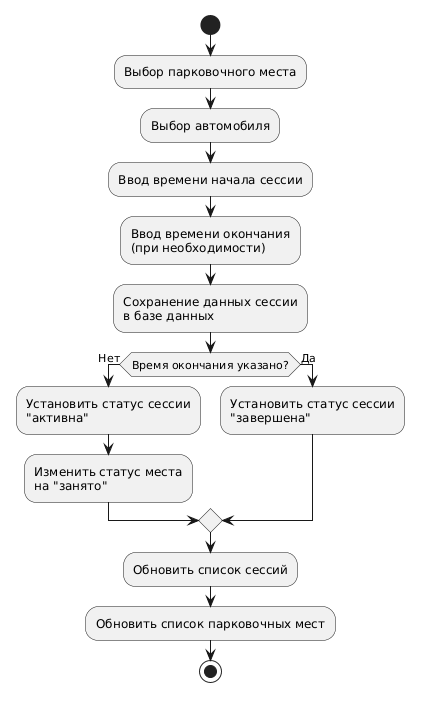 Выбор парковочного места
Выбор автомобиля
Ввод времени начала сессии
Ввод времени окончания
(при необходимости)
Сохранение данных сессии
в базе данных
Время окончания указано?
Нет
Да
Установить статус сессии
"активна"
Изменить статус места
на "занято"
Установить статус сессии
"завершена"
Обновить список сессий
Обновить список парковочных мест